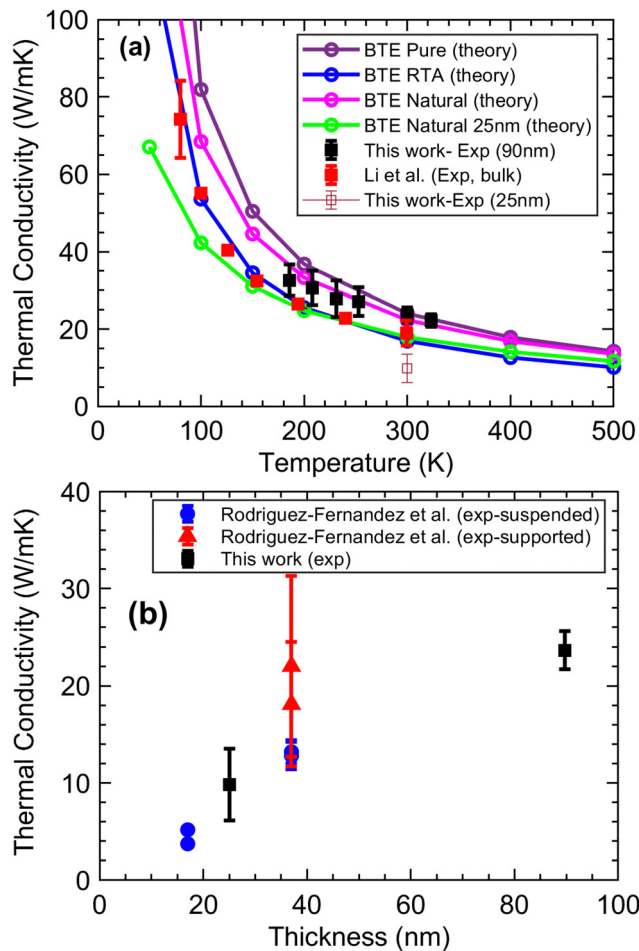 (a)
BTE Pure (theory)
BTE RTA (theory)
BTE Natural (theory)
BTE Natural 25nm (theory)
This work- Exp (90nm)
Li et al. (Exp, bulk)
This work-Exp (25nm)
Thermal Conductivity (W/mK)
100
80
60
40
20
0
0 100 200 300 400 500
Temperature (K)
Rodriguez-Fernandez et al. (exp-suspended)
Rodriguez-Fernandez et al. (exp-supported)
This work (exp)
(b)
Thermal Conductivity (W/mK)
40
30
20
10
0
0 20 40 60 80 100
Thickness (nm)